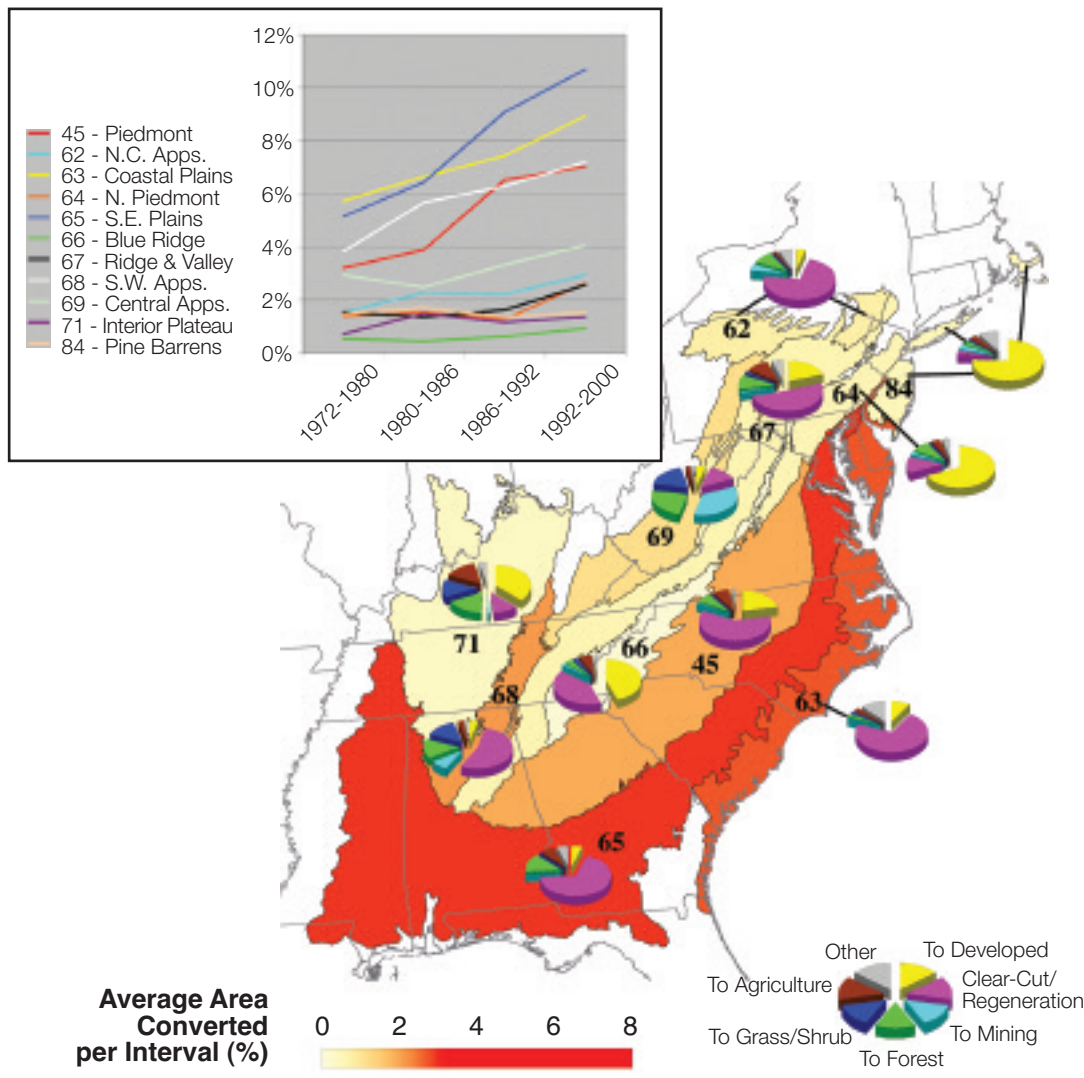 12%
10%
8%
6%
4%
2%
0%
45 - Piedmont
62 - N.C. Apps.
63 - Coastal Plains
64 - N. Piedmont
65 - S.E. Plains
66 - Blue Ridge
67 - Ridge & Valley
68 - S.W. Apps.
69 - Central Apps.
71 - Interior Plateau
84 - Pine Barrens
1972-1980
1980-1986
1986-1992
1992-2000
62
64
84
67
69
71
66
45
68
63
65
Average Area
Converted
per Interval (%)
0 2 4 6 8
Other
To Developed
To Agriculture
Clear-Cut/
Regeneration
To Grass/Shrub
To Mining
To Forest